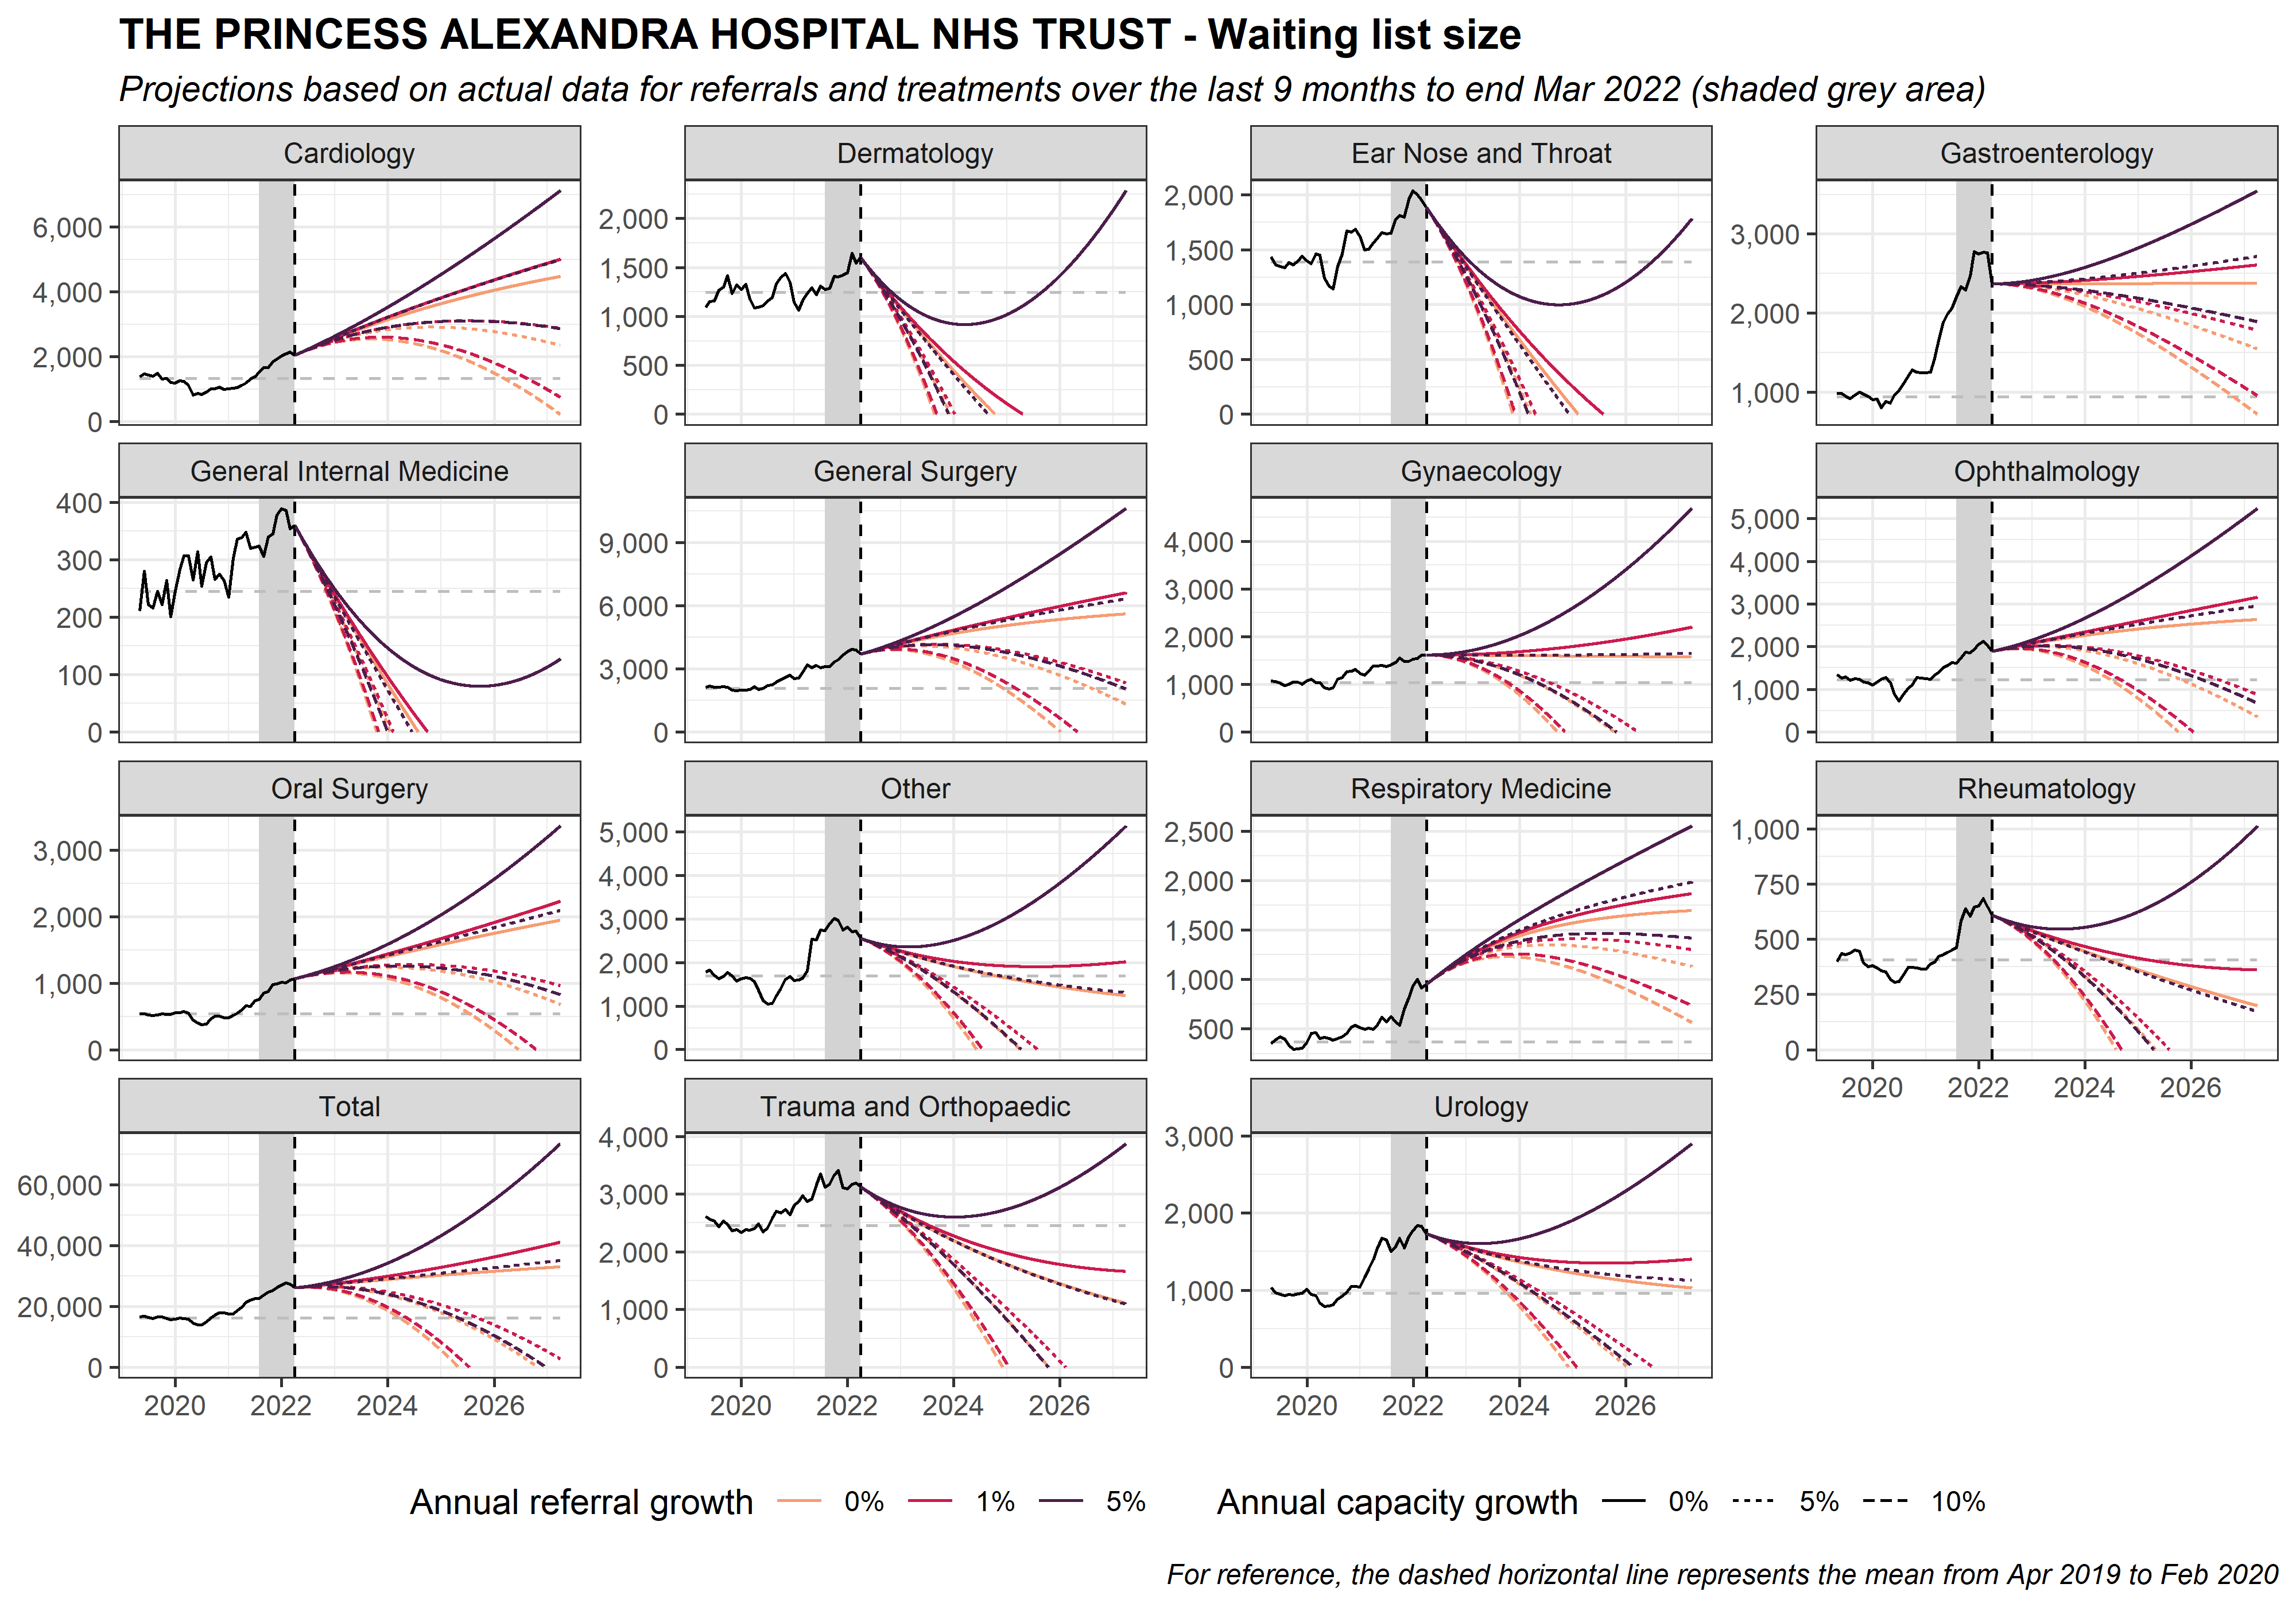 THE PRINCESS ALEXANDRA HOSPITAL NHS TRUST - Waiting list size
Projections based on actual data for referrals and treatments over the last 9 months to end Mar 2022 (shaded grey area)
Cardiology
6,000
4,000
2,000
0
Dermatology
2,000
1,500
1,000
500
0
Ear Nose and Throat
2,000
1,500
1,000
500
0
Gastroenterology
3,000
2,000
1,000
General Internal Medicine
400
300
200
100
0
General Surgery
9,000
6,000
3,000
0
Gynaecology
4,000
3,000
2,000
1,000
0
Ophthalmology
5,000
4,000
3,000
2,000
1,000
0
Oral Surgery
3,000
2,000
1,000
0
Other
5,000
4,000
3,000
2,000
1,000
0
Respiratory Medicine
2,500
2,000
1,500
1,000
500
Rheumatology
1,000
750
500
250
0
2020 2022 2024 2026
Total
60,000
40,000
20,000
0
2020 2022 2024 2026
Trauma and Orthopaedic
4,000
3,000
2,000
1,000
0
2020 2022 2024 2026
Urology
3,000
2,000
1,000
0
2020 2022 2024 2026
Annual referral growth 0% 1% 5%
Annual capacity growth 0% 5% 10%
For reference, the dashed horizontal line represents the mean from Apr 2019 to Feb 2020